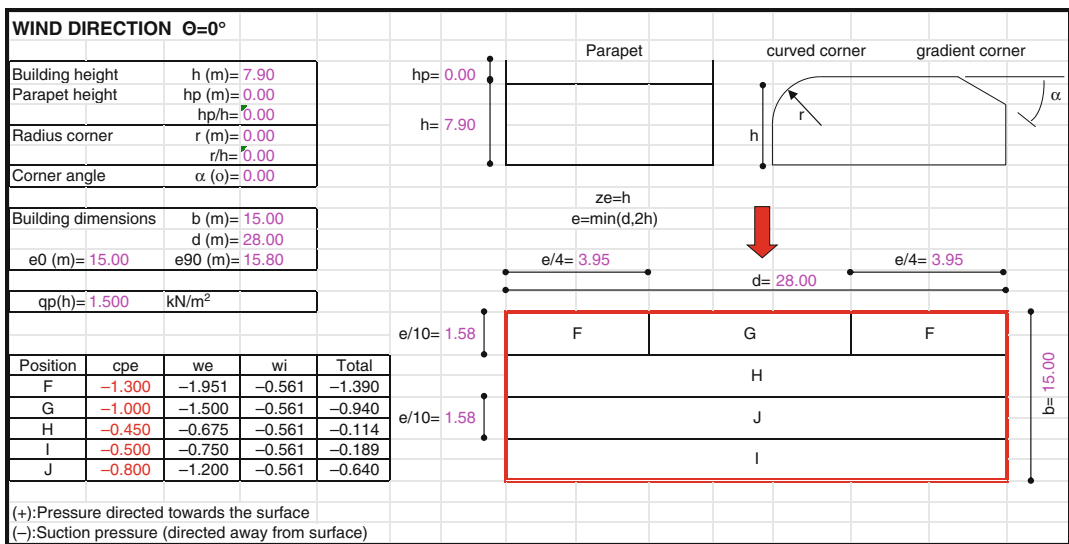 WIND DIRECTION Θ=0°
Parapet curved corner gradient corner
Building height h (m)= 7.90 hp= 0.00
Parapet height hp (m)= 0.00 α
hp/h= 0.00 r
h= 7.90
Radius corner r (m)= 0.00 h
r/h= 0.00
Corner angle α (o)= 0.00
ze=h
Building dimensions b (m)= 15.00 e=min(d,2h)
d (m)= 28.00
e0 (m)= 15.00 e90 (m)= 15.80 e/4= 3.95 e/4= 3.95
d= 28.00
qp(h)= 1.500 kN/m²
e/10= 1.58 F G F
Position cpe we wi Total
F –1.300 –1.951 –0.561 –1.390 H
G –1.000 –1.500 –0.561 –0.940 b= 15.00
H –0.450 –0.675 –0.561 –0.114 e/10= 1.58 J
I –0.500 –0.750 –0.561 –0.189 I
J –0.800 –1.200 –0.561 –0.640
(+):Pressure directed towards the surface
(–):Suction pressure (directed away from surface)